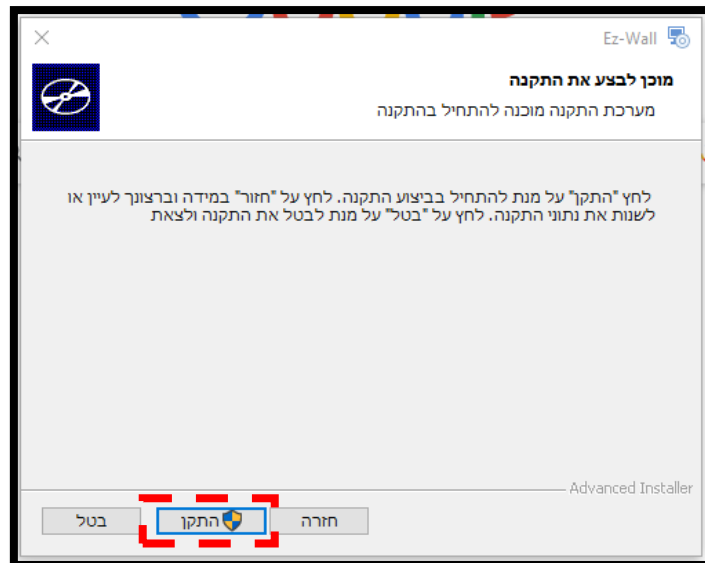 Ez-Wall
מוכן לבצע את התקנה
מערכת התקנה מוכנה להתחיל בהתקנה
לחץ "התקן" על מנת להתחיל בביצוע התקנה. לחץ על "חזור" במידה וברצונך לעיין או
לשנות את נתוני התקנה. לחץ על "בטל" על מנת לבטל את התקנה ולצאת
Advanced Installer
חזרה
התקן
בטל